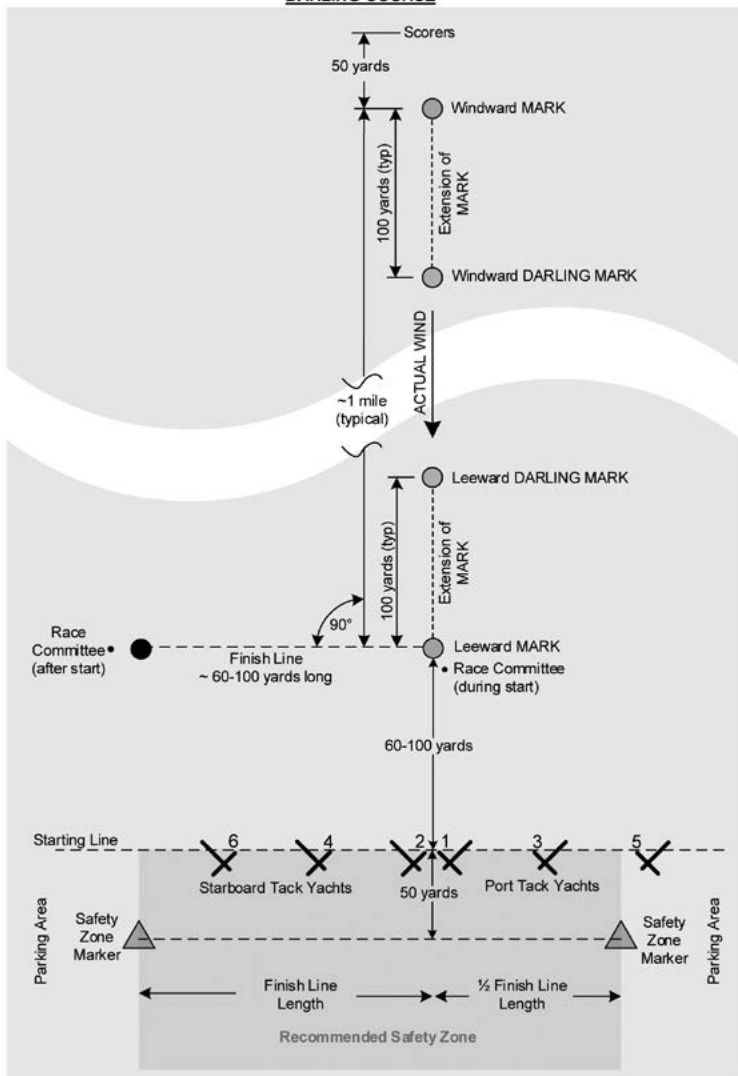 DARLING COURSE
Scorers
50 yards
Windward MARK
100 yards (typ)
Extension of
MARK
Windward DARLING MARK
ACTUAL WIND
~1 mile
(typical)
Leeward DARLING MARK
100 yards (typ)
Extension of
MARK
90°
Race
Committee
(after start)
Leeward MARK
Finish Line
~ 60-100 yards long
Race Committee
(during start)
60-100 yards
Starting Line
6
4
2
1
3
5
Starboard Tack Yachts
Port Tack Yachts
50 yards
Parking Area
Safety
Zone
Marker
Safety
Zone
Marker
Parking Area
Finish Line
Length
½ Finish Line
Length
Recommended Safety Zone